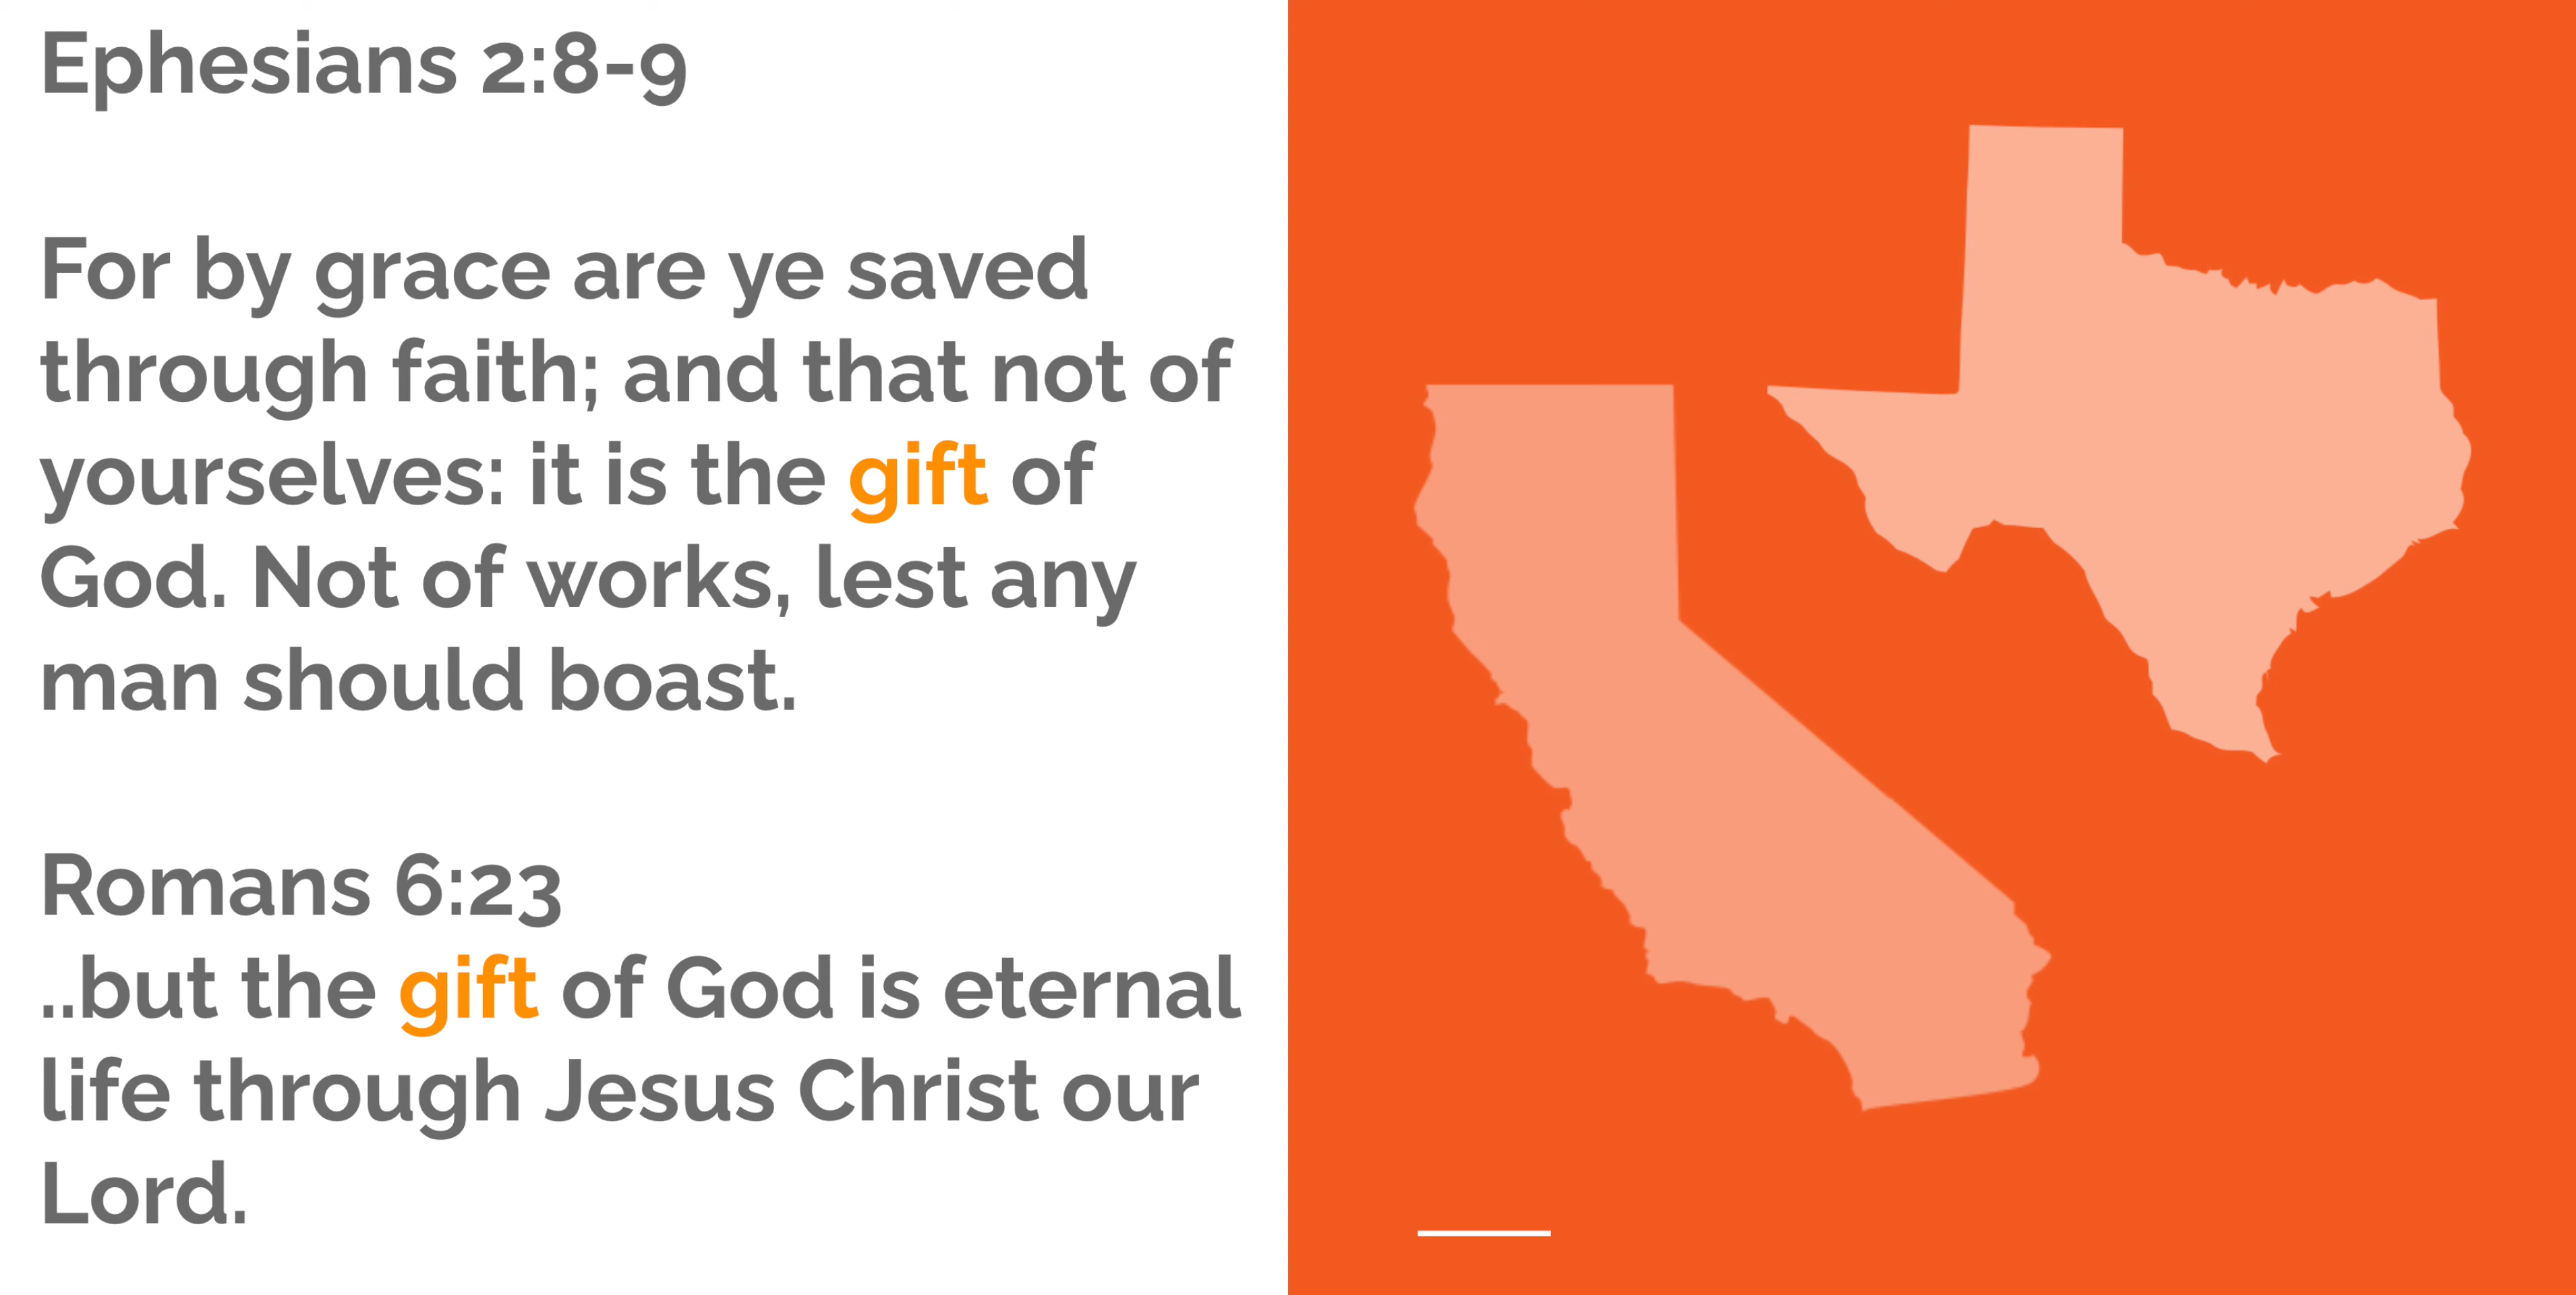 Ephesians 2:8-9
For by grace are ye saved
through faith; and that not of
yourselves: it is the gift of
God. Not of works, lest any
man should boast.
Romans 6:23
..but the gift of God is eternal
life through Jesus Christ our
Lord.